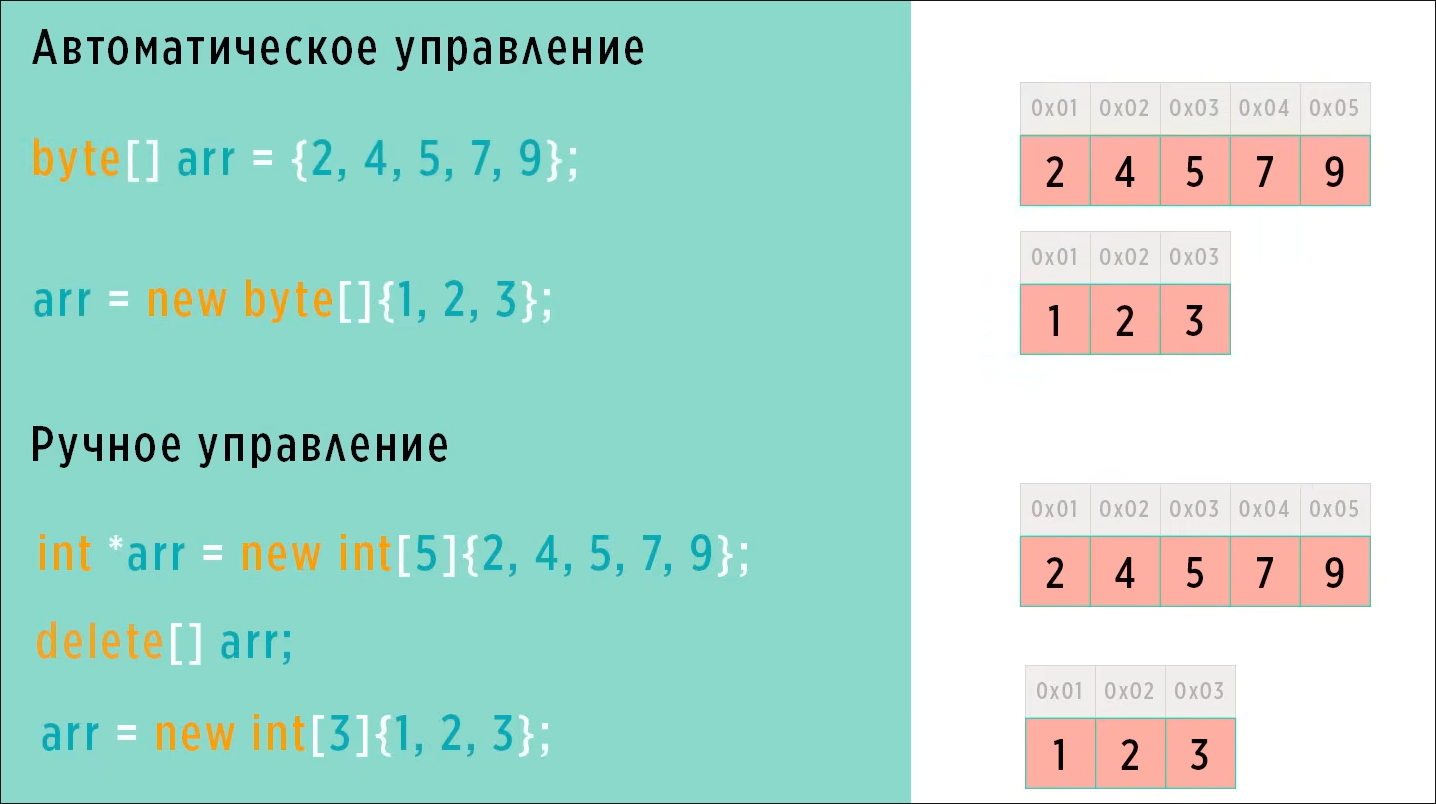 Автоматическое управление
0x01 0x02 0x03 0x04 0x05
byte[] arr = {2, 4, 5, 7, 9};
2 4 5 7 9
0x01 0x02 0x03
arr = new byte[]{1, 2, 3};
1 2 3
Ручное управление
0x01 0x02 0x03 0x04 0x05
int *arr = new int[5]{2, 4, 5, 7, 9};
2 4 5 7 9
delete[] arr;
0x01 0x02 0x03
arr = new int[3]{1, 2, 3};
1 2 3